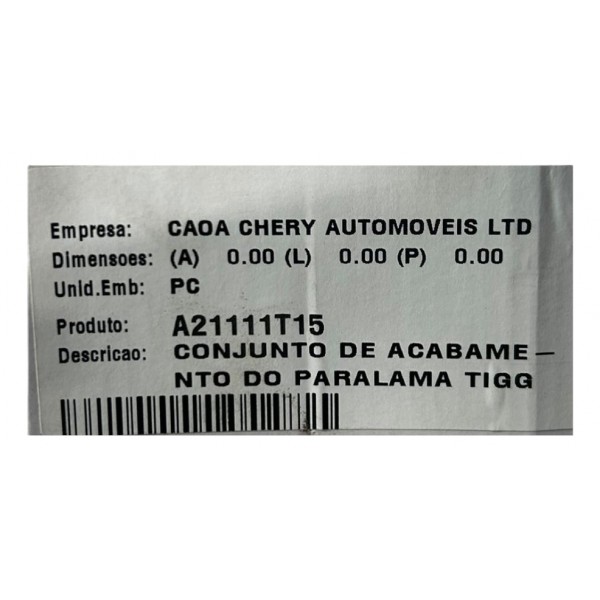 Empresa: CAOA CHERY AUTOMOVEIS LTD
Dimensoes: (A) 0.00 (L) 0.00 (P) 0.00
Unid.Emb: PC
Produto: A21111T15
Descricao: CONJUNTO DE ACABAME-
NTO DO PARALAMA TIGG